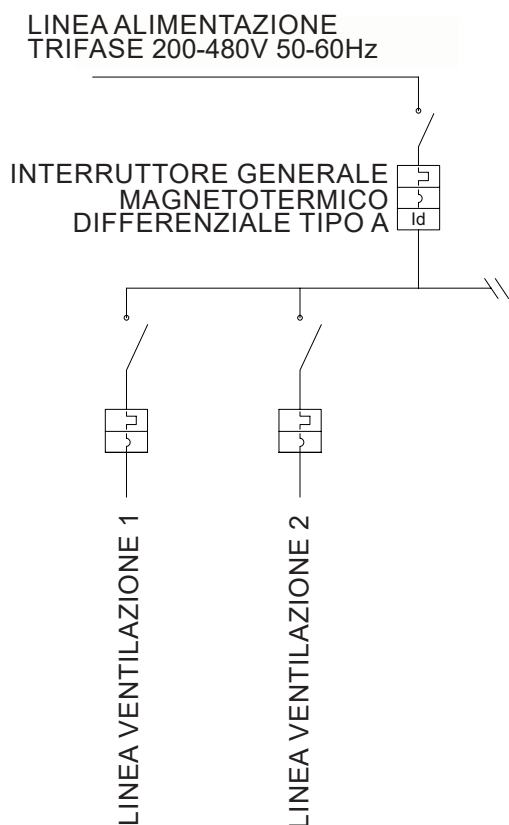 LINEA ALIMENTAZIONE
TRIFASE 200-480V 50-60Hz
INTERRUTTORE GENERALE
MAGNETOTERMICO
DIFFERENZIALE TIPO A
Id
LINEA VENTILAZIONE 1
LINEA VENTILAZIONE 2